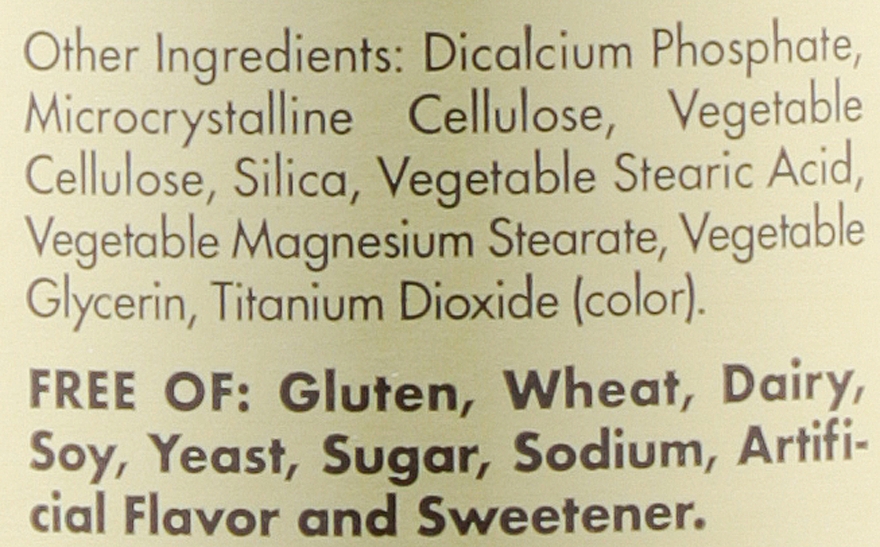 Other Ingredients: Dicalcium Phosphate,
Microcrystalline Cellulose, Vegetable
Cellulose, Silica, Vegetable Stearic Acid,
Vegetable Magnesium Stearate, Vegetable
Glycerin, Titanium Dioxide (color).
FREE OF: Gluten, Wheat, Dairy,
Soy, Yeast, Sugar, Sodium, Artifi-
cial Flavor and Sweetener.